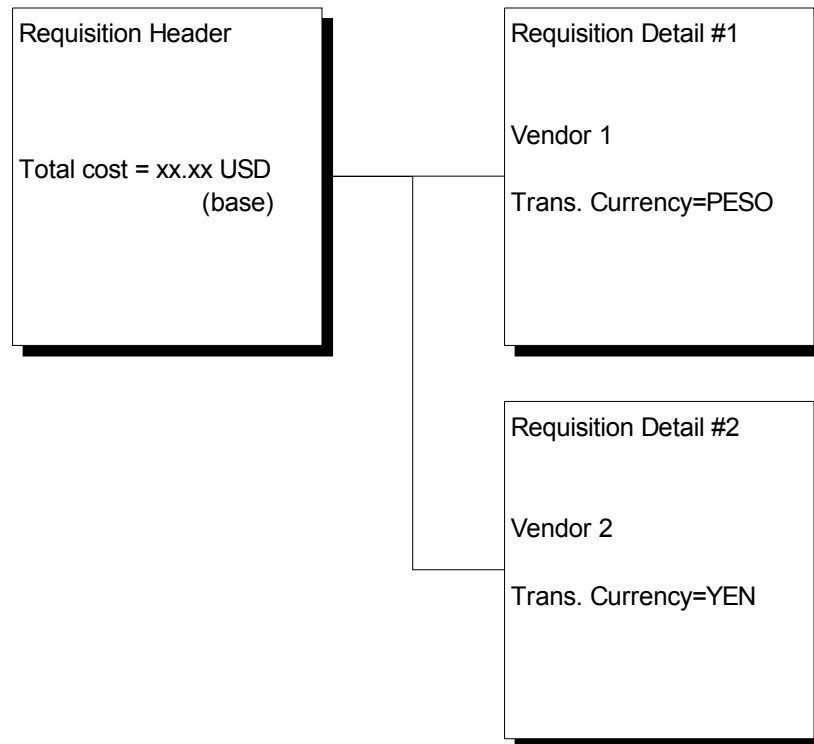 Requisition Header
Total cost = xx.xx USD
(base)
Requisition Detail #1
Vendor 1
Trans. Currency=PESO
Requisition Detail #2
Vendor 2
Trans. Currency=YEN